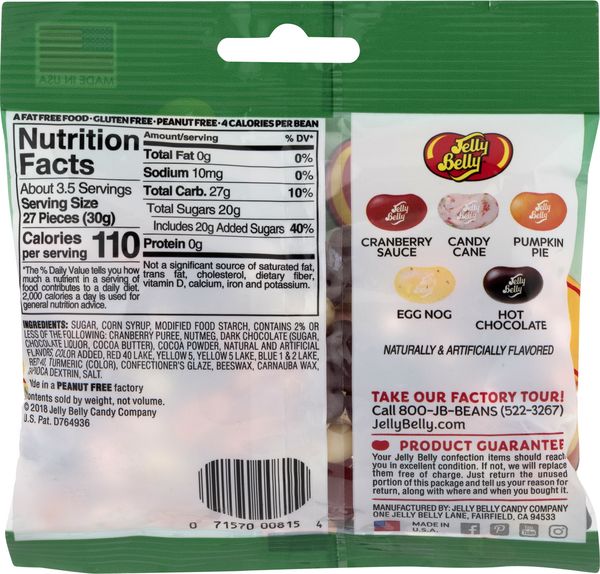 MADE IN USA
A FAT FREE FOOD · GLUTEN FREE · PEANUT FREE · 4 CALORIES PER BEAN
Nutrition
Facts
About 3.5 Servings
Serving Size
27 Pieces (30g)
Calories
per serving 110
Amount/serving % DV*
Total Fat 0g 0%
Sodium 10mg 0%
Total Carb. 27g 10%
Total Sugars 20g
Includes 20g Added Sugars 40%
Protein 0g
*The % Daily Value tells you how
much a nutrient in a serving of
food contributes to a daily diet.
2,000 calories a day is used for
general nutrition advice.
Not a significant source of saturated fat,
trans fat, cholesterol, dietary fiber,
vitamin D, calcium, iron and potassium.
INGREDIENTS: SUGAR, CORN SYRUP, MODIFIED FOOD STARCH, CONTAINS 2% OR
LESS OF THE FOLLOWING: CRANBERRY PUREE, NUTMEG, DARK CHOCOLATE (SUGAR,
CHOCOLATE LIQUOR, COCOA BUTTER), COCOA POWDER, NATURAL AND ARTIFICIAL
FLAVORS, COLOR ADDED, RED 40 LAKE, YELLOW 5, YELLOW 5 LAKE, BLUE 1 & 2 LAKE,
TURMERIC (COLOR), CONFECTIONER'S GLAZE, BEESWAX, CARNAUBA WAX,
TAPIOCA DEXTRIN, SALT.
Made in a PEANUT FREE factory
Contents sold by weight, not volume.
© 2018 Jelly Belly Candy Company
U.S. Pat. D764936
0 71570 00815 4
Jelly
Belly
Jelly
Belly
Jelly
Belly
Jelly
Belly
CRANBERRY
SAUCE
CANDY
CANE
PUMPKIN
PIE
Jelly
Belly
Jelly
Belly
EGG NOG
HOT
CHOCOLATE
NATURALLY & ARTIFICIALLY FLAVORED
TAKE OUR FACTORY TOUR!
Call 800-JB-BEANS (522-3267)
JellyBelly.com
PRODUCT GUARANTEE
Your Jelly Belly confection items should reach
you in excellent condition. If not, we will replace
them free of charge. Just return the unused
portion of this package and tell us your reason for
return, along with where and when you bought it.
MANUFACTURED BY: JELLY BELLY CANDY COMPANY
ONE JELLY BELLY LANE, FAIRFIELD, CA 94533
MADE IN
U.S.A.